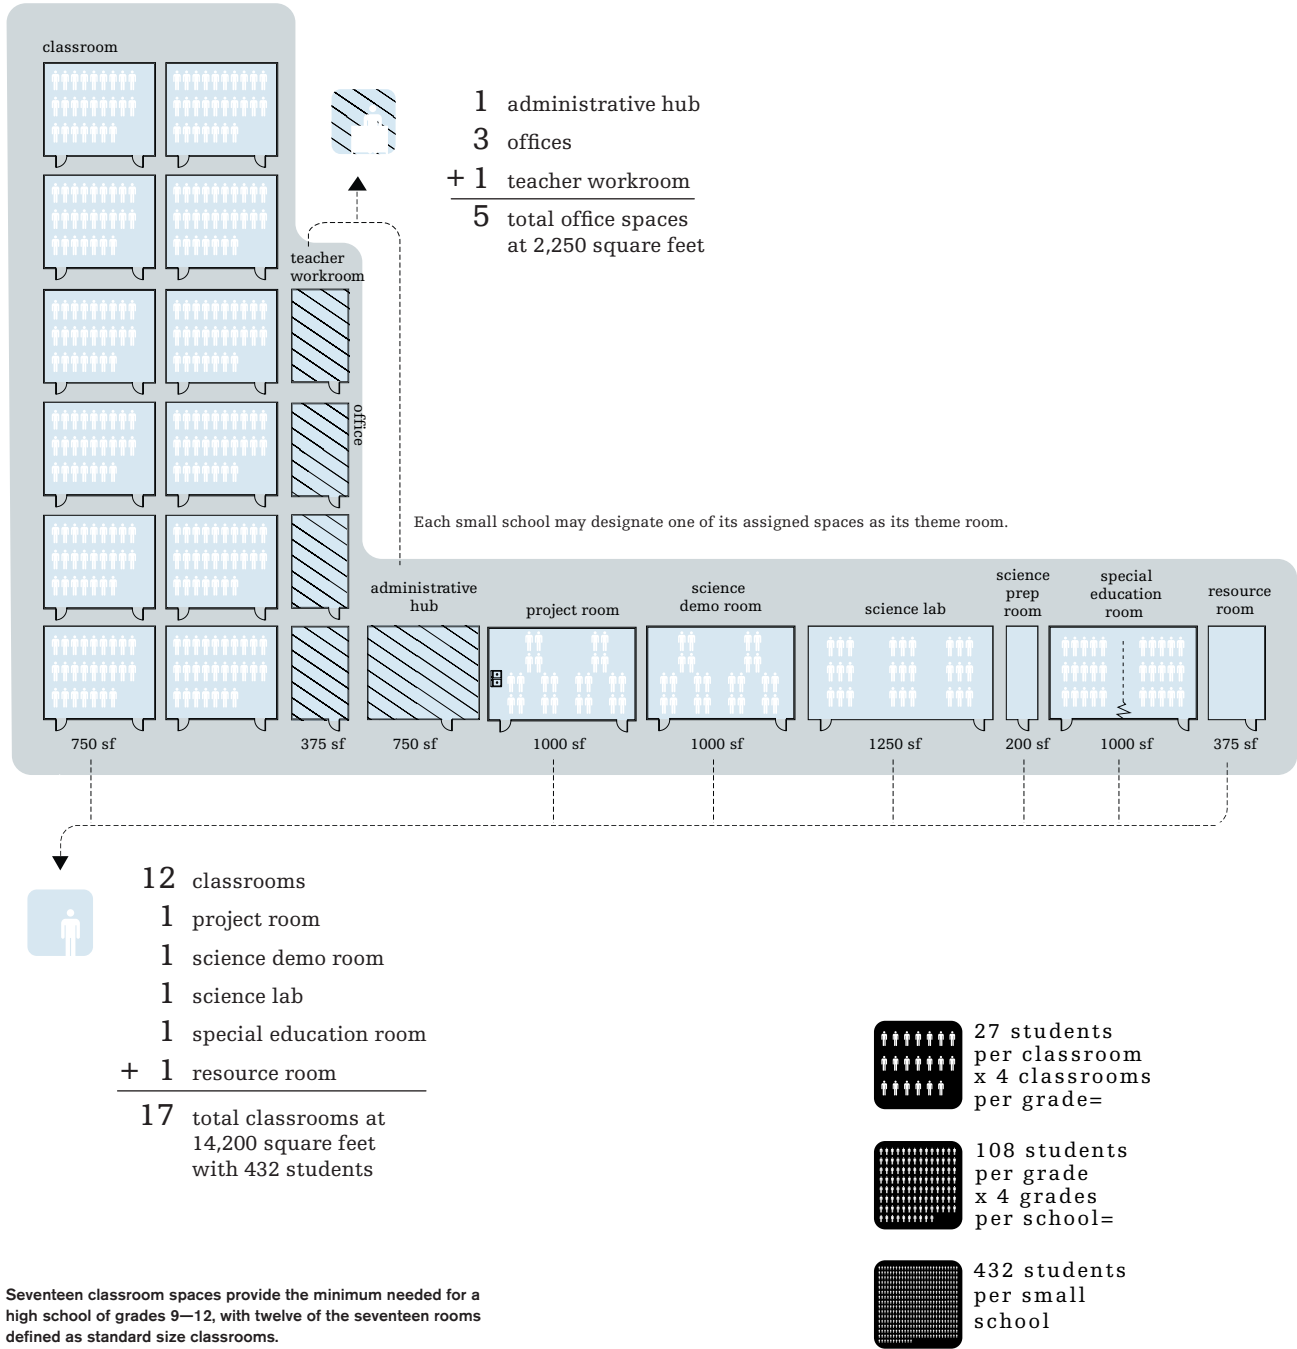 classroom
1 administrative hub
3 offices
+ 1 teacher workroom
5 total office spaces
at 2,250 square feet
teacher
workroom
office
Each small school may designate one of its assigned spaces as its theme room.
administrative
hub
project room
science
demo room
science lab
science
prep
room
special
education
room
resource
room
750 sf
375 sf
750 sf
1000 sf
1000 sf
1250 sf
200 sf
1000 sf
375 sf
12 classrooms
1 project room
1 science demo room
1 science lab
1 special education room
+ 1 resource room
17 total classrooms at
14,200 square feet
with 432 students
27 students
per classroom
x 4 classrooms
per grade=
108 students
per grade
x 4 grades
per school=
432 students
per small
school
Seventeen classroom spaces provide the minimum needed for a
high school of grades 9—12, with twelve of the seventeen rooms
defined as standard size classrooms.